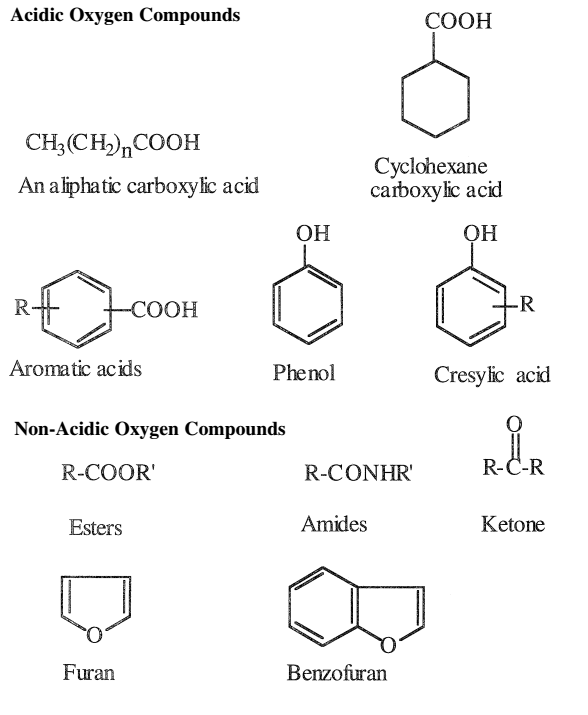 Acidic Oxygen Compounds
COOH
CH₃(CH₂)ₙCOOH
An aliphatic carboxylic acid
Cyclohexane
carboxylic acid
OH
OH
R
COOH
R
Aromatic acids
Phenol
Cresylic acid
Non-Acidic Oxygen Compounds
O
R-COOR'
R-CONHR'
R-C-R
Esters
Amides
Ketone
O
O
Furan
Benzofuran